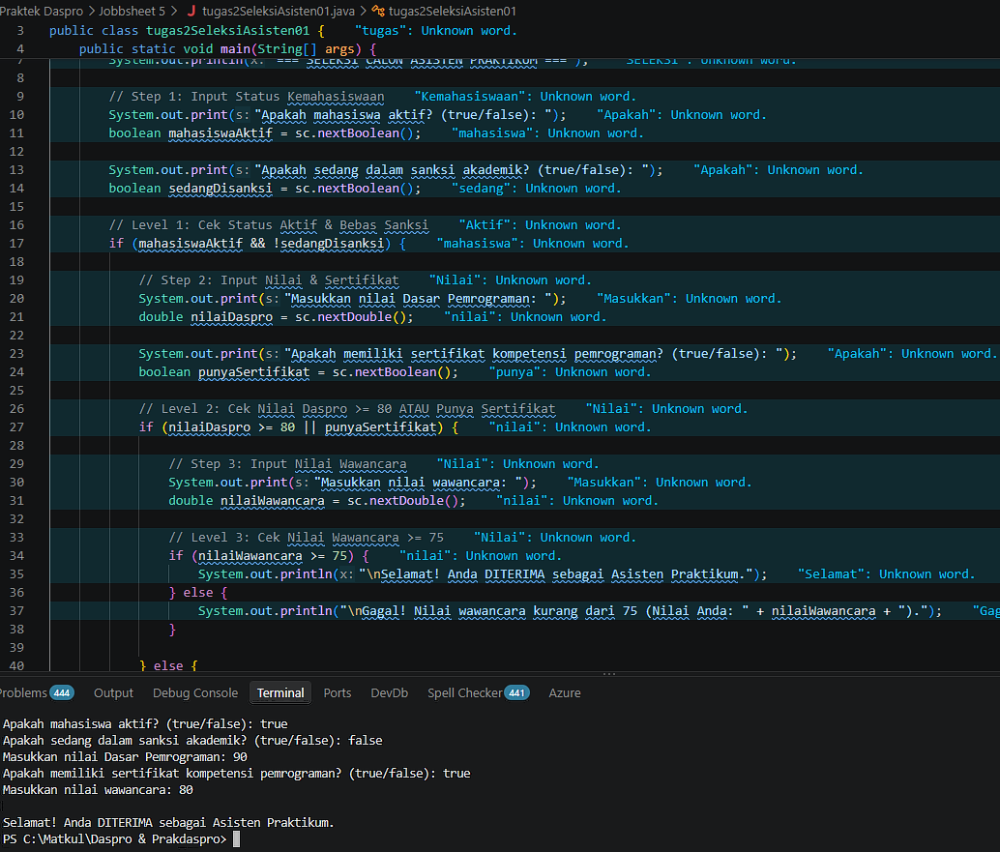 Praktek Daspro > Jobbsheet 5 > J tugas2SeleksiAsisten01.java > tugas2SeleksiAsisten01
3 public class tugas2SeleksiAsisten01 { "tugas": Unknown word.
4 public static void main(String[] args) {
7 System.out.println(x: "=== SELEKSI CALON ASISTEN PRAKTIKUM ==="); "SELEKSI": Unknown word.
8
9 // Step 1: Input Status Kemahasiswaan "Kemahasiswaan": Unknown word.
10 System.out.print(s: "Apakah mahasiswa aktif? (true/false): "); "Apakah": Unknown word.
11 boolean mahasiswaAktif = sc.nextBoolean(); "mahasiswa": Unknown word.
12
13 System.out.print(s: "Apakah sedang dalam sanksi akademik? (true/false): "); "Apakah": Unknown word.
14 boolean sedangDisanksi = sc.nextBoolean(); "sedang": Unknown word.
15
16 // Level 1: Cek Status Aktif & Bebas Sanksi "Aktif": Unknown word.
17 if (mahasiswaAktif && !sedangDisanksi) { "mahasiswa": Unknown word.
18
19 // Step 2: Input Nilai & Sertifikat "Nilai": Unknown word.
20 System.out.print(s: "Masukkan nilai Dasar Pemrograman: "); "Masukkan": Unknown word.
21 double nilaiDaspro = sc.nextDouble(); "nilai": Unknown word.
22
23 System.out.print(s: "Apakah memiliki sertifikat kompetensi pemrograman? (true/false): "); "Apakah": Unknown word.
24 boolean punyaSertifikat = sc.nextBoolean(); "punya": Unknown word.
25
26 // Level 2: Cek Nilai Daspro >= 80 ATAU Punya Sertifikat "Nilai": Unknown word.
27 if (nilaiDaspro >= 80 || punyaSertifikat) { "nilai": Unknown word.
28
29 // Step 3: Input Nilai Wawancara "Nilai": Unknown word.
30 System.out.print(s: "Masukkan nilai wawancara: "); "Masukkan": Unknown word.
31 double nilaiWawancara = sc.nextDouble(); "nilai": Unknown word.
32
33 // Level 3: Cek Nilai Wawancara >= 75 "Nilai": Unknown word.
34 if (nilaiWawancara >= 75) { "nilai": Unknown word.
35 System.out.println(x: "\nSelamat! Anda DITERIMA sebagai Asisten Praktikum."); "Selamat": Unknown word.
36 } else {
37 System.out.println("\nGagal! Nilai wawancara kurang dari 75 (Nilai Anda: " + nilaiWawancara + ")."); "Gag
38 }
39
40 } else {
Problems 444 Output Debug Console Terminal Ports DevDb Spell Checker 441 Azure
Apakah mahasiswa aktif? (true/false): true
Apakah sedang dalam sanksi akademik? (true/false): false
Masukkan nilai Dasar Pemrograman: 90
Apakah memiliki sertifikat kompetensi pemrograman? (true/false): true
Masukkan nilai wawancara: 80
Selamat! Anda DITERIMA sebagai Asisten Praktikum.
PS C:\Matkul\Daspro & Prakdaspro>